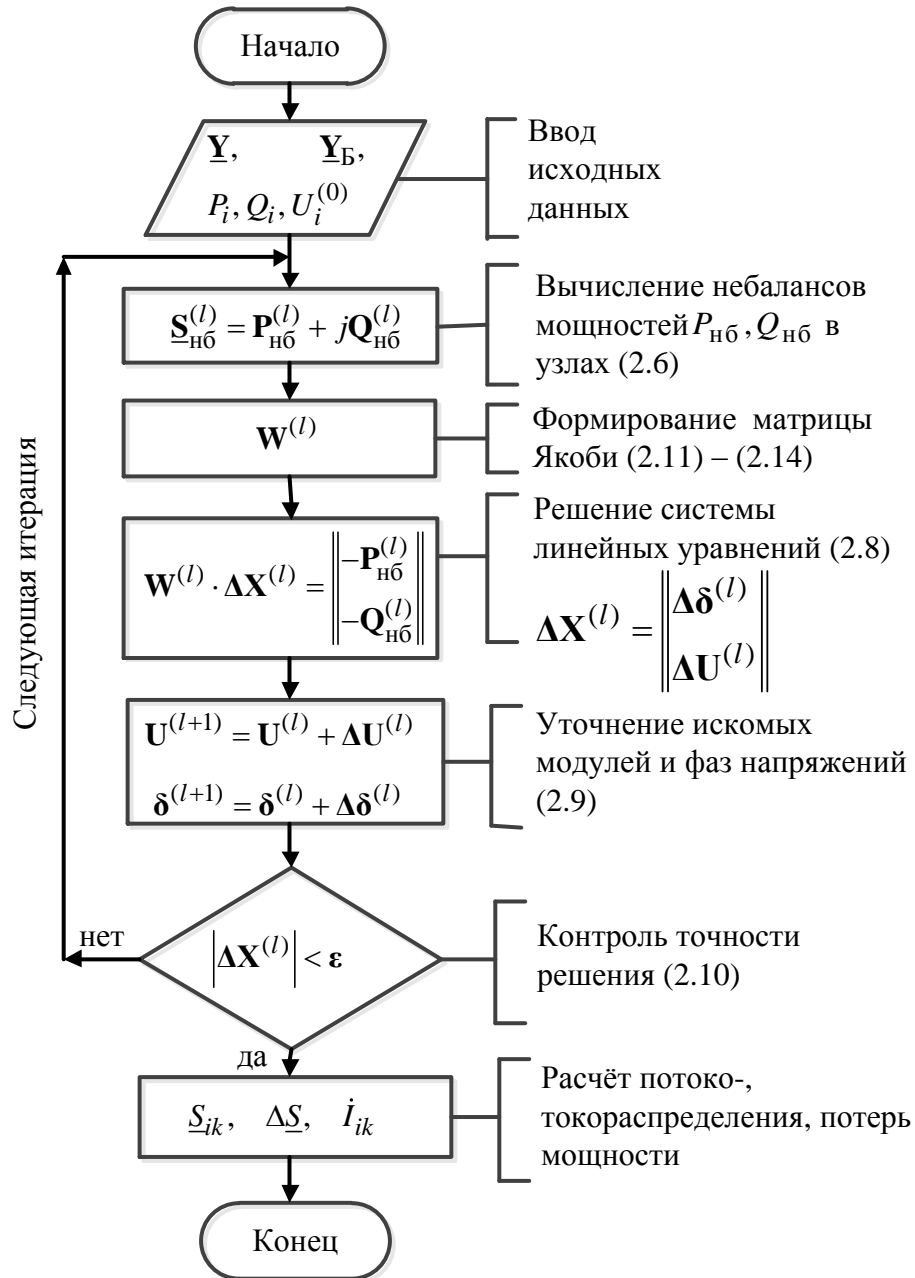 Начало
Y̲, Y̲_Б,
P_i, Q_i, U_i^(0)
Ввод
исходных
данных
S̲_нб^(l) = P_нб^(l) + jQ_нб^(l)
Вычисление небалансов
мощностей P_нб, Q_нб в
узлах (2.6)
W^(l)
Формирование матрицы
Якоби (2.11) – (2.14)
W^(l) · ΔX^(l) = ‖−P_нб^(l)
−Q_нб^(l)‖
Решение системы
линейных уравнений (2.8)
ΔX^(l) = ‖Δδ^(l)
ΔU^(l)‖
U^(l+1) = U^(l) + ΔU^(l)
δ^(l+1) = δ^(l) + Δδ^(l)
Уточнение искомых
модулей и фаз напряжений
(2.9)
Следующая итерация
нет
|ΔX^(l)| < ε
Контроль точности
решения (2.10)
да
S̲_ik, ΔS̲, İ_ik
Расчёт потоко-,
токораспределения, потерь
мощности
Конец